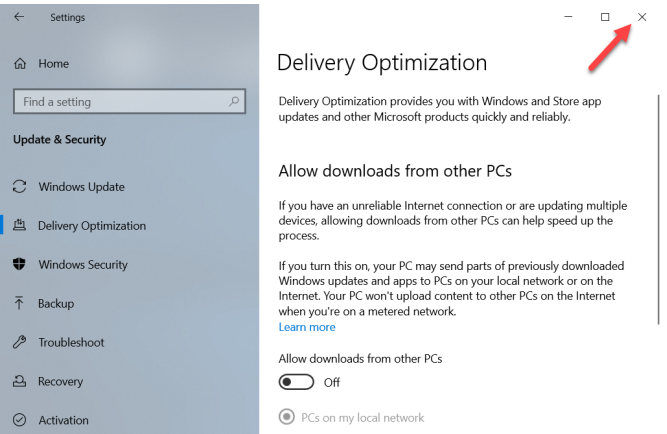 Settings
Home
Find a setting
Update & Security
Windows Update
Delivery Optimization
Windows Security
Backup
Troubleshoot
Recovery
Activation
Delivery Optimization
Delivery Optimization provides you with Windows and Store app
updates and other Microsoft products quickly and reliably.
Allow downloads from other PCs
If you have an unreliable Internet connection or are updating multiple
devices, allowing downloads from other PCs can help speed up the
process.
If you turn this on, your PC may send parts of previously downloaded
Windows updates and apps to PCs on your local network or on the
Internet. Your PC won't upload content to other PCs on the Internet
when you're on a metered network.
Learn more
Allow downloads from other PCs
Off
PCs on my local network